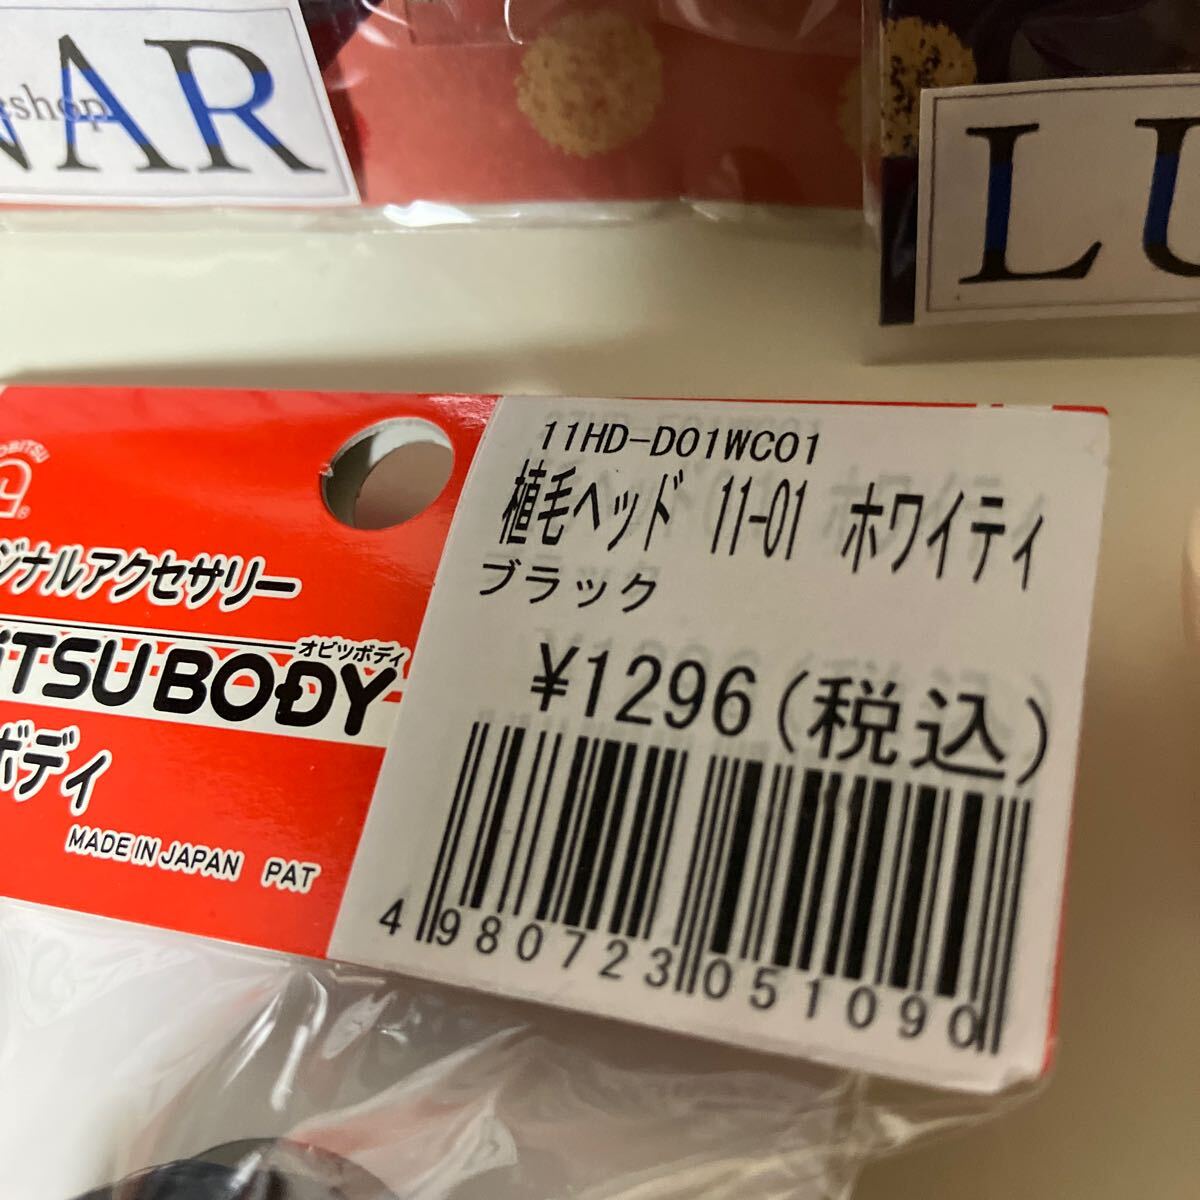 eshop
NAR
LU
OBITSU
®
ジナルアクセサリー
オビツボディ
ITSU BODY
ボディ
MADE IN JAPAN PAT
11HD-D01WC01
植毛ヘッド 11-01 ホワイティ
ブラック
¥1296(税込)
4980723051090